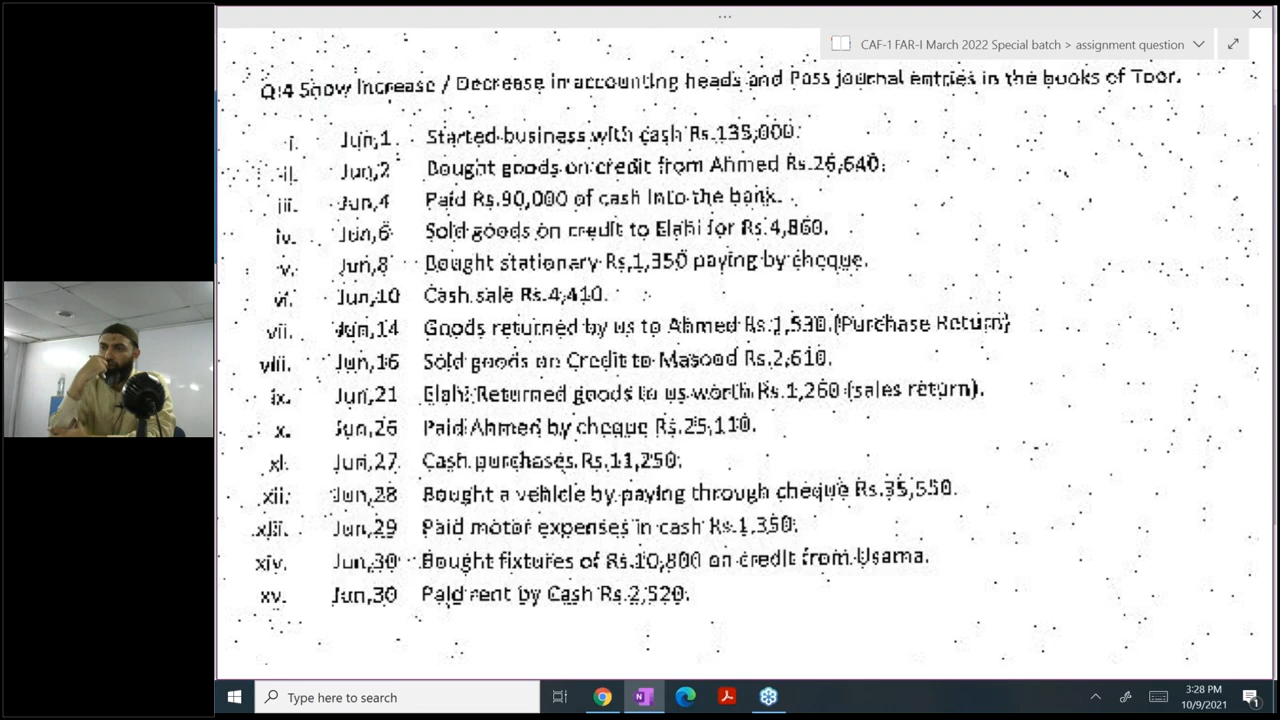 CAF-1 FAR-I March 2022 Special batch > assignment question
Q:4 Show Increase / Decrease in accounting heads and Pass journal entries in the books of Toor.
i. Jun,1 Started business with cash Rs.135,000.
ii. Jun,2 Bought goods on credit from Ahmed Rs.26,640.
iii. Jun,4 Paid Rs.90,000 of cash into the bank.
iv. Jun,6 Sold goods on credit to Elahi for Rs.4,860.
v. Jun,8 Bought stationary Rs,1,350 paying by cheque.
vi. Jun,10 Cash sale Rs.4,410.
vii. Jun,14 Goods returned by us to Ahmed Rs.1,530.(Purchase Return)
viii. Jun,16 Sold goods on Credit to Masood Rs.2,610.
ix. Jun,21 Elahi Returned goods to us worth Rs.1,260 (sales return).
x. Jun,26 Paid Ahmed by cheque Rs.25,110.
xi. Jun,27 Cash purchases Rs.11,250.
xii. Jun,28 Bought a vehicle by paying through cheque Rs.35,550.
xiii. Jun,29 Paid motor expenses in cash Rs.1,350.
xiv. Jun,30 Bought fixtures of Rs.10,800 on credit from Usama.
xv. Jun,30 Paid rent by Cash Rs.2,520.
Type here to search
3:28 PM
10/9/2021
1